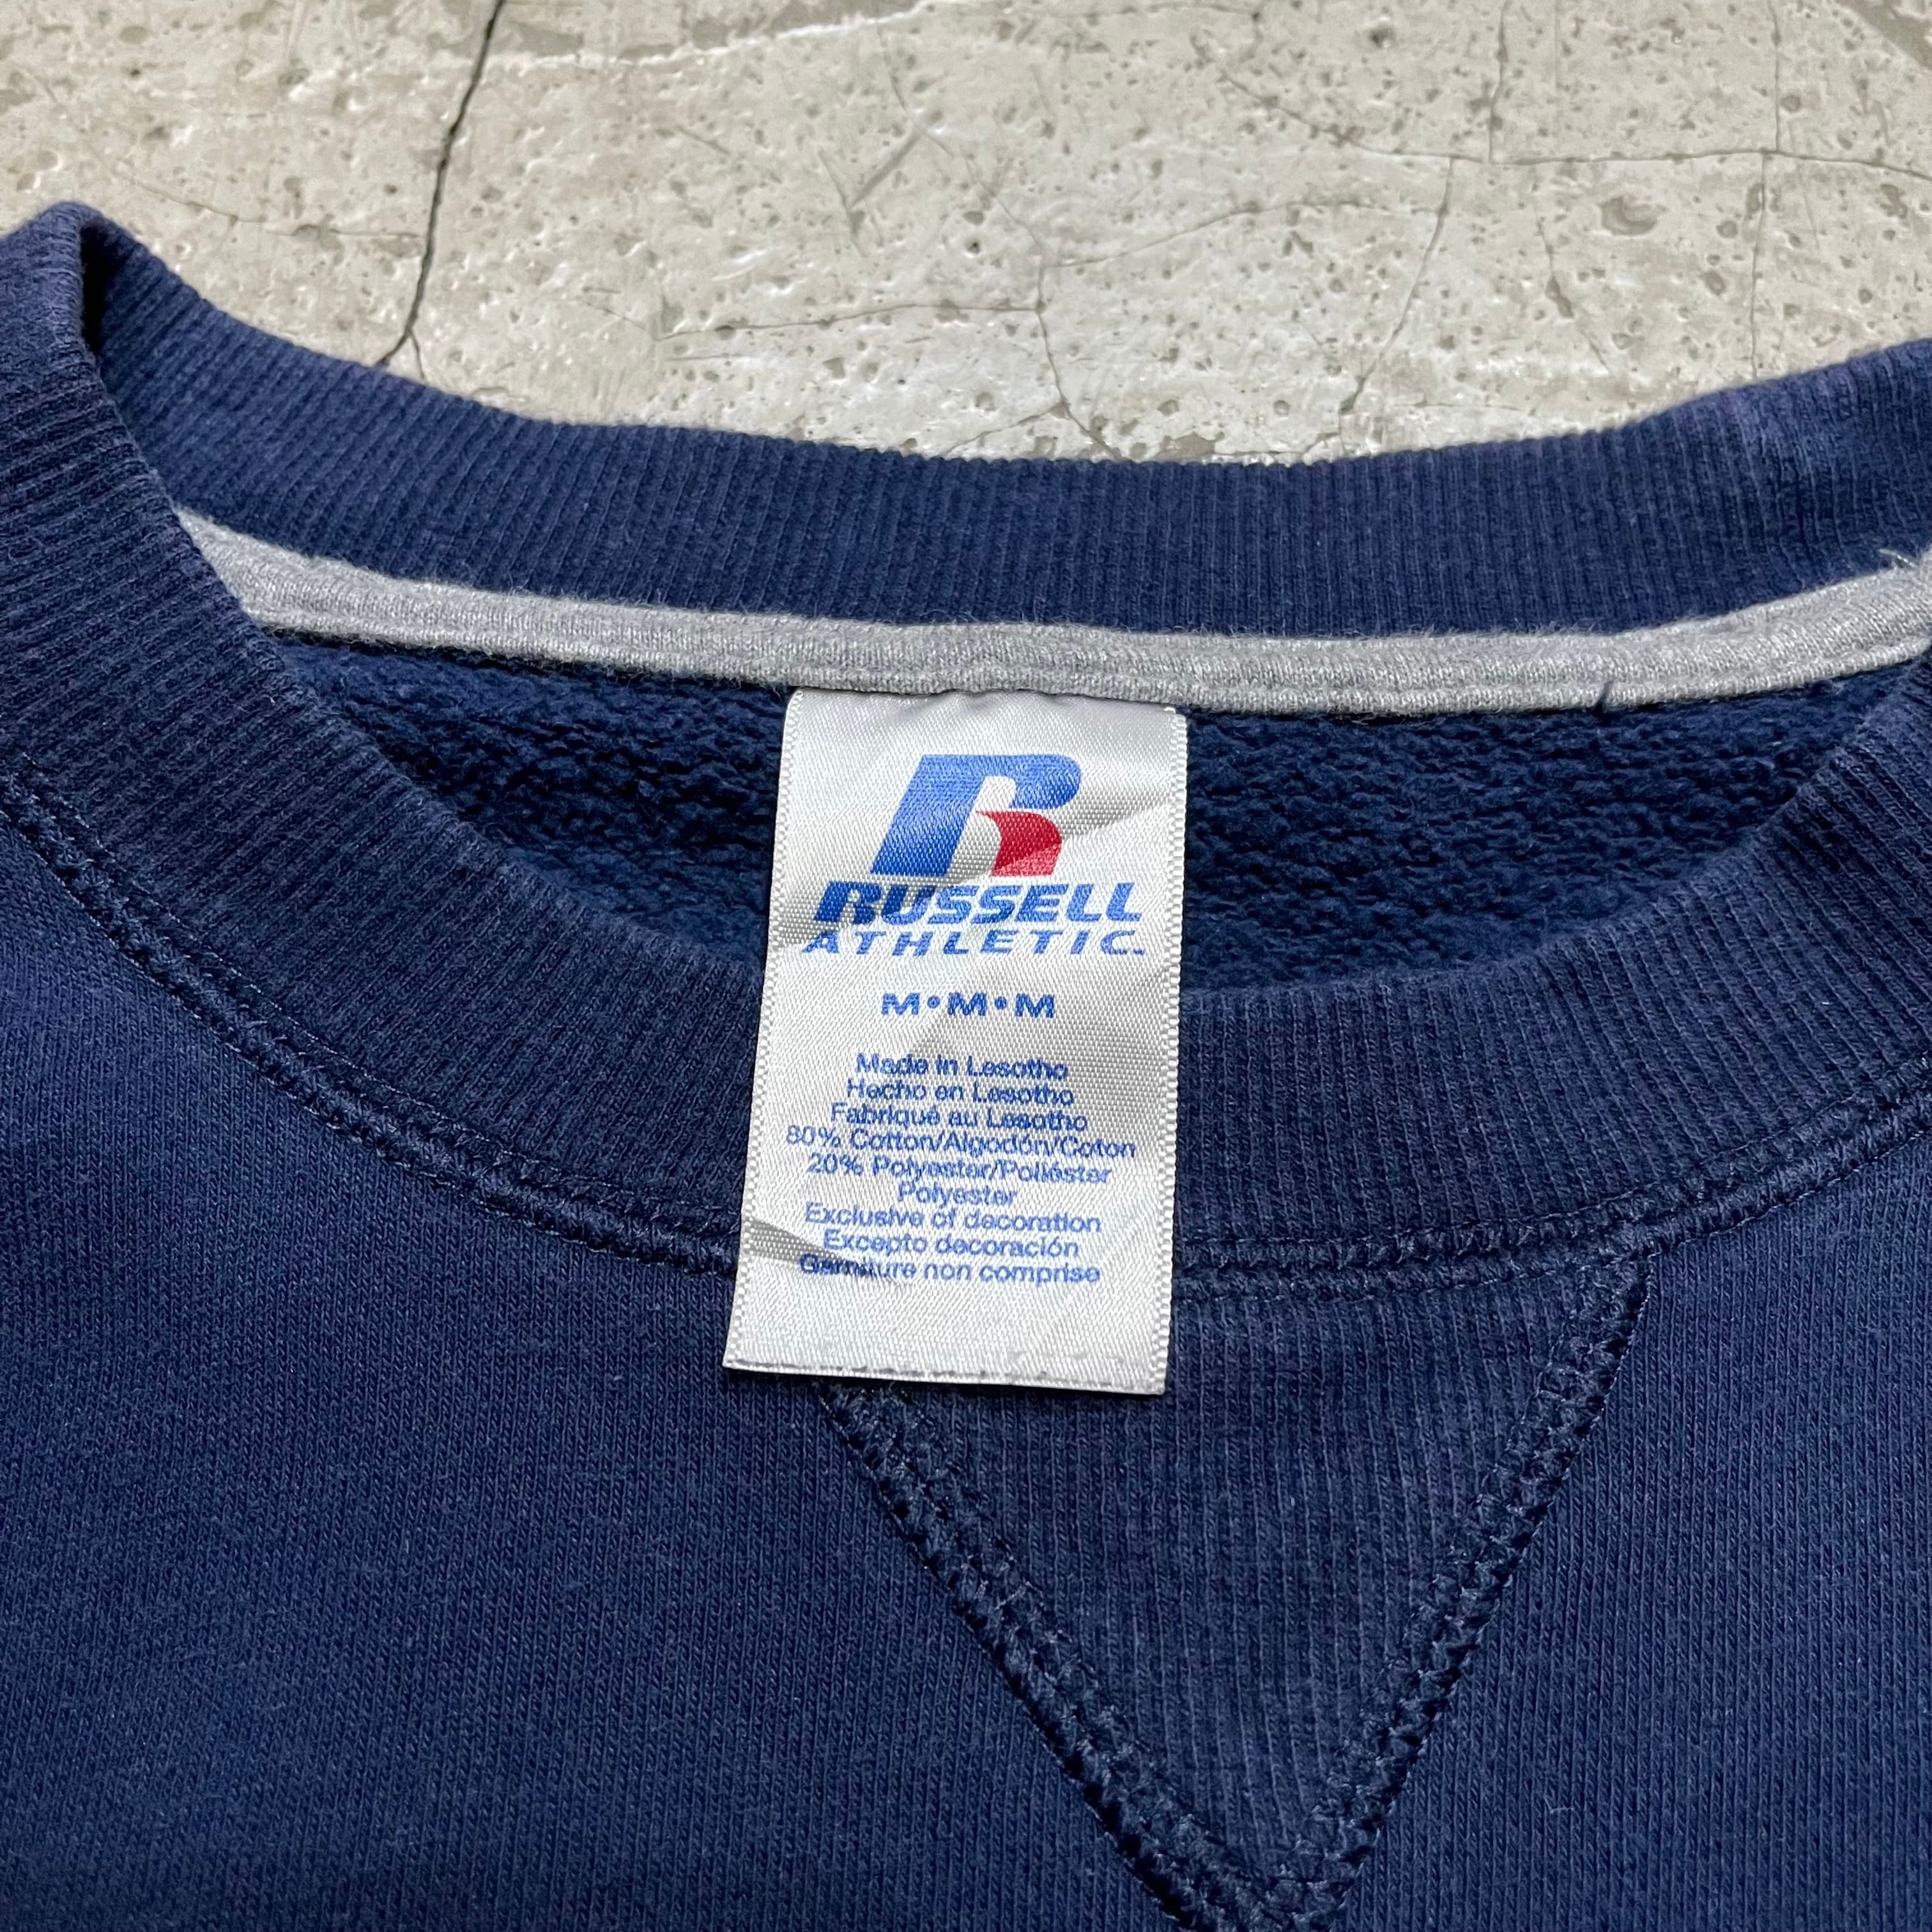 R
RUSSELL
ATHLETIC
M•M•M
Made in Lesotho
Hecho en Lesotho
Fabriqué au Lesotho
80% Cotton/Algodón/Coton
20% Polyester/Poliéster
Polyester
Exclusive of decoration
Excepto decoración
Garniture non comprise